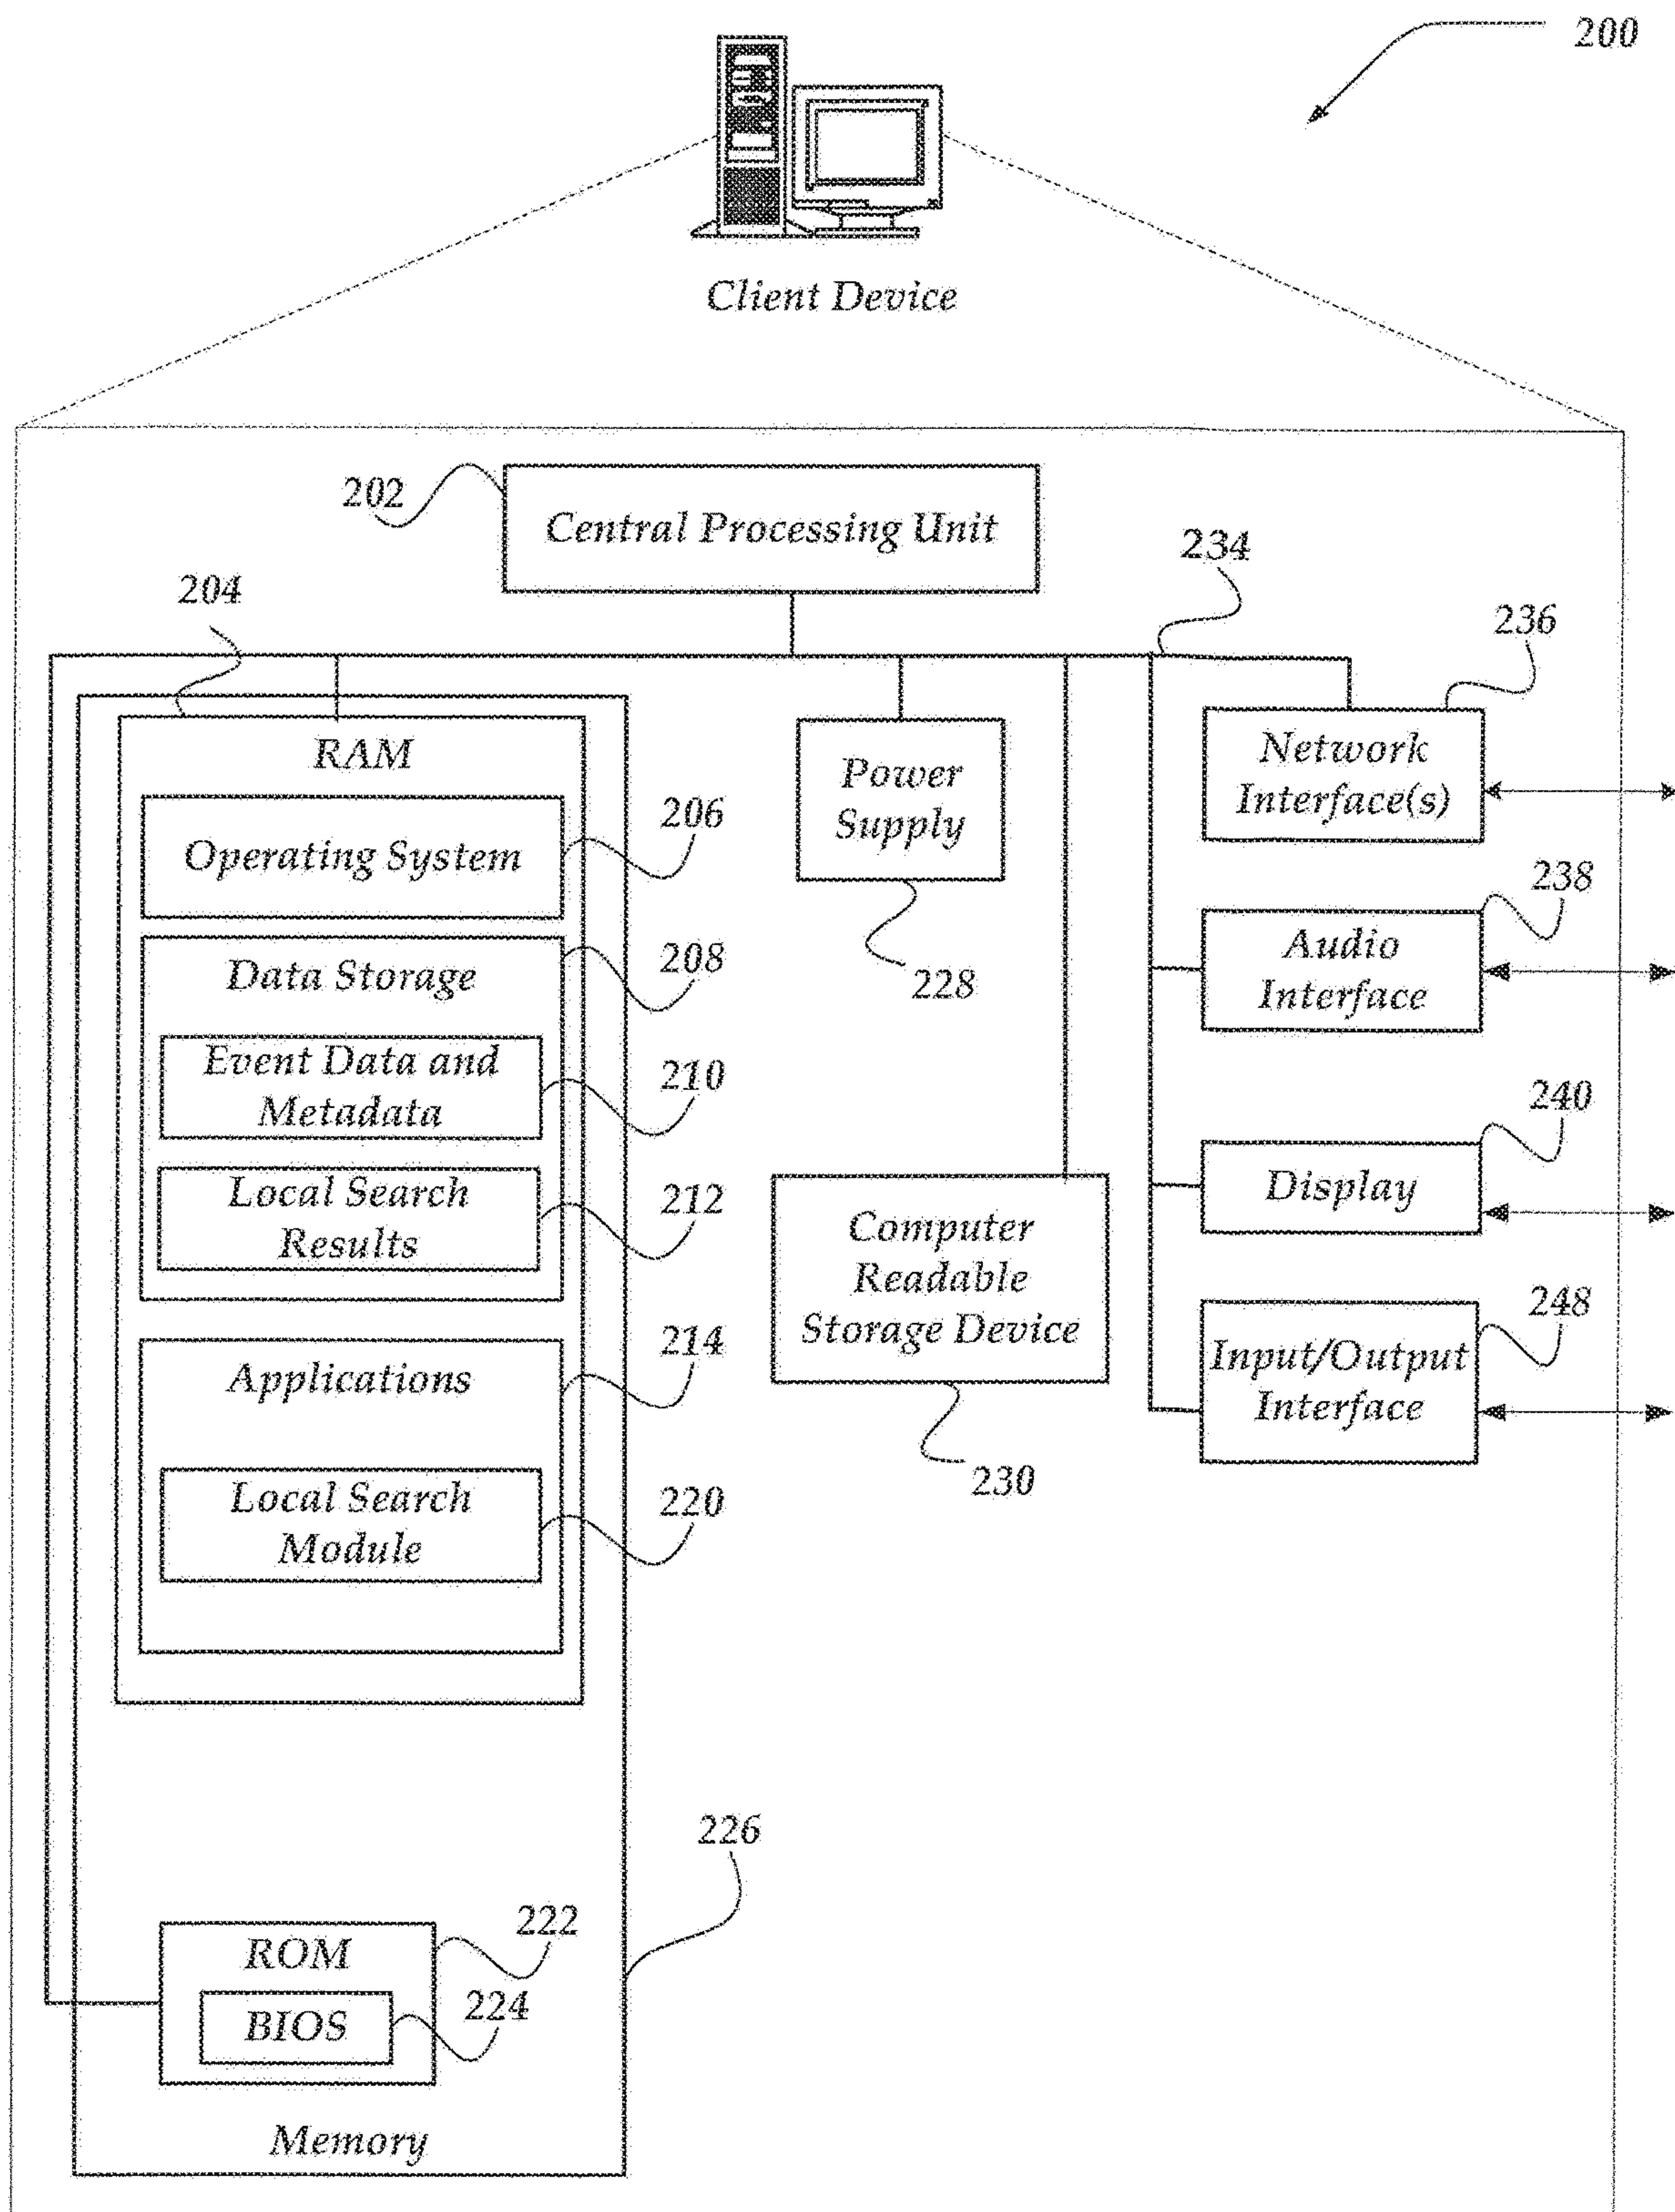 200
Client Device
202
Central Processing Unit
234
204
236
RAM
Network
Interface(s)
Power
Supply
206
Operating System
238
Audio
Interface
208
Data Storage
228
Event Data and
Metadata
210
240
Display
Local Search
Results
212
Computer
Readable
Storage Device
248
Input/Output
Interface
214
Applications
230
Local Search
Module
220
226
222
ROM
224
BIOS
Memory